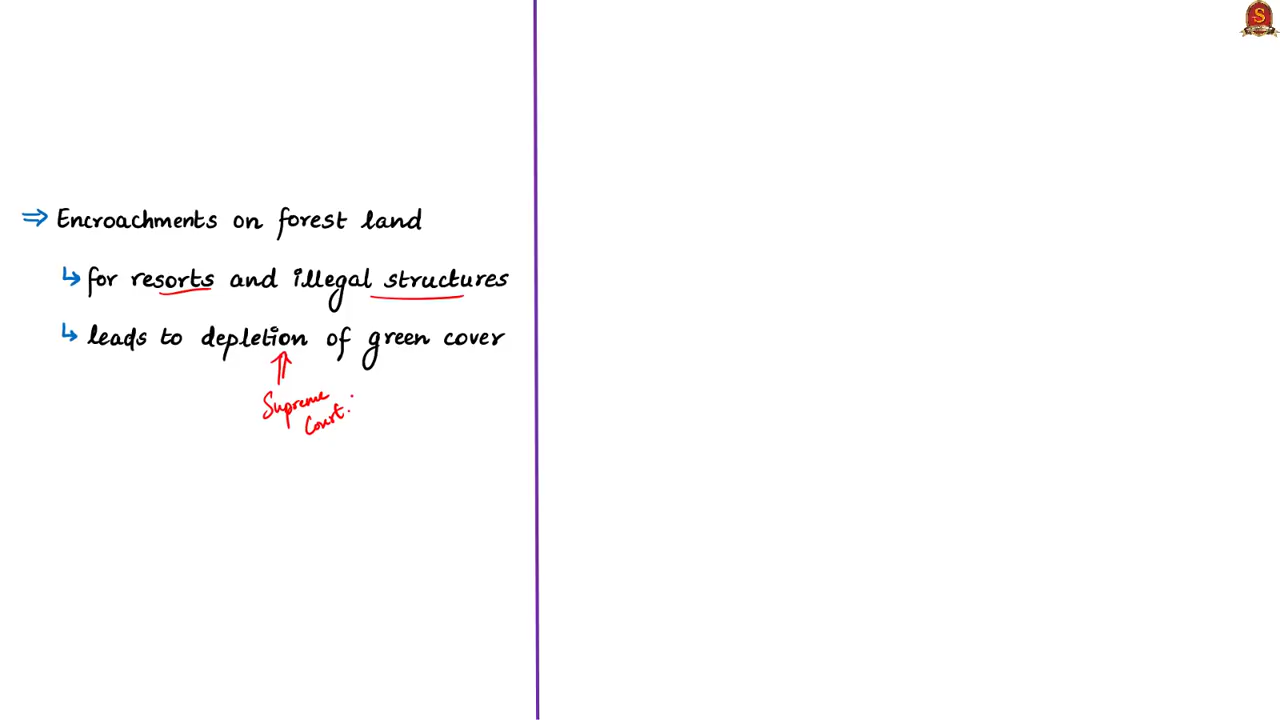 S
⇒ Encroachments on forest land
↳ for resorts and illegal structures
↳ leads to depletion of green cover
Supreme
Court.